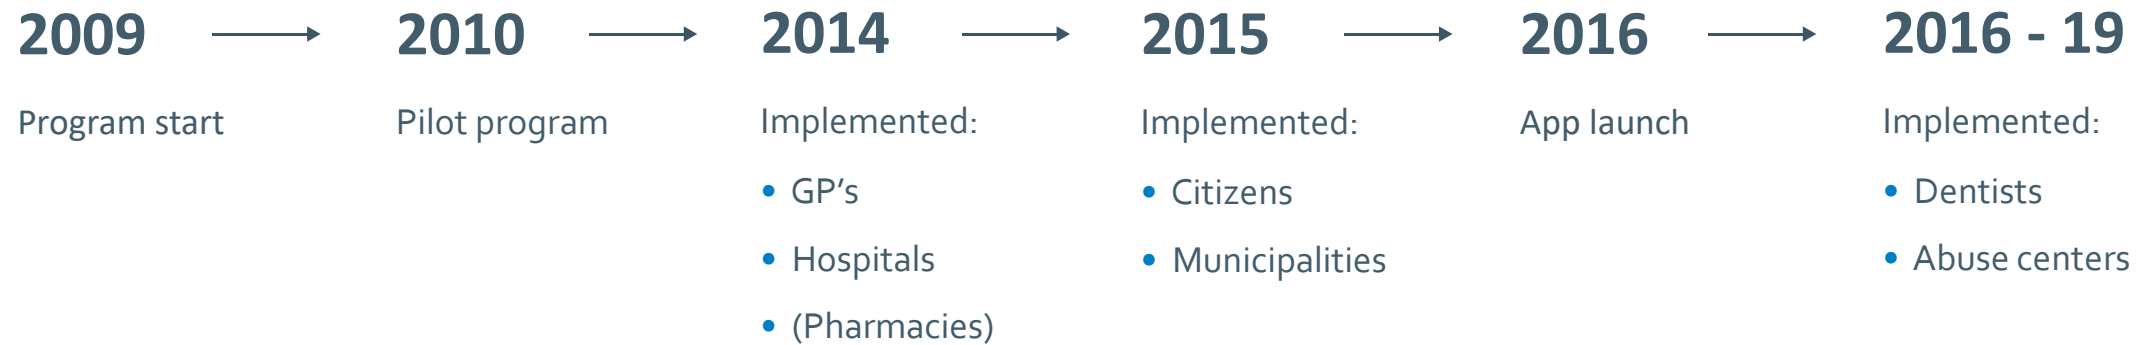 2009
Program start
2010
Pilot program
2014
Implemented:
• GP’s
• Hospitals
• (Pharmacies)
2015
Implemented:
• Citizens
• Municipalities
2016
App launch
2016 - 19
Implemented:
• Dentists
• Abuse centers